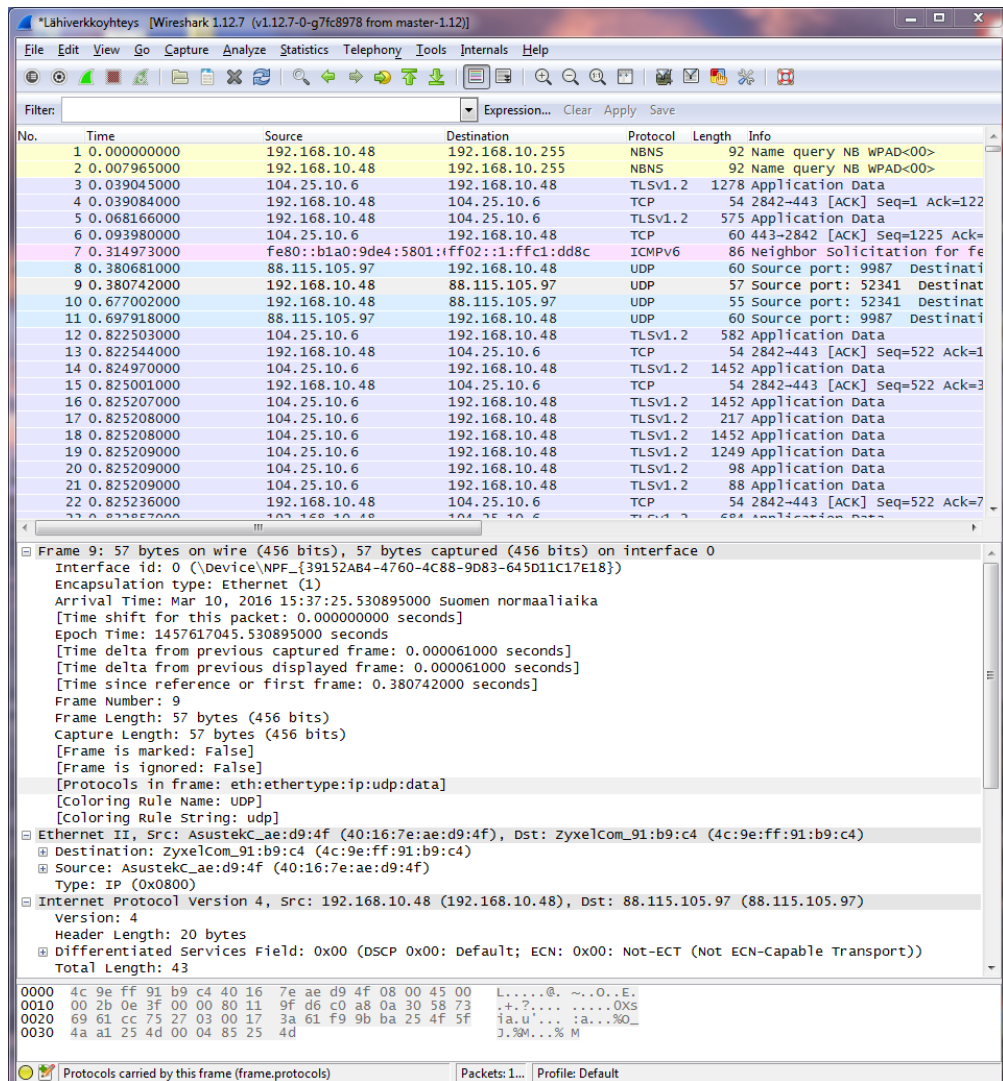 *Lähiverkkoyhteys [Wireshark 1.12.7 (v1.12.7-0-g7fc8978 from master-1.12)]
File Edit View Go Capture Analyze Statistics Telephony Tools Internals Help
Filter: Expression... Clear Apply Save
No. Time Source Destination Protocol Length Info
1 0.000000000 192.168.10.48 192.168.10.255 NBNS 92 Name query NB WPAD<00>
2 0.007965000 192.168.10.48 192.168.10.255 NBNS 92 Name query NB WPAD<00>
3 0.039045000 104.25.10.6 192.168.10.48 TLSv1.2 1278 Application Data
4 0.039084000 192.168.10.48 104.25.10.6 TCP 54 2842→443 [ACK] Seq=1 Ack=122
5 0.068166000 192.168.10.48 104.25.10.6 TLSv1.2 575 Application Data
6 0.093980000 104.25.10.6 192.168.10.48 TCP 60 443→2842 [ACK] Seq=1225 Ack=
7 0.314973000 fe80::b1a0:9de4:5801:(ff02::1:ffc1:dd8c ICMPv6 86 Neighbor Solicitation for fe
8 0.380681000 88.115.105.97 192.168.10.48 UDP 60 Source port: 9987 Destinati
9 0.380742000 192.168.10.48 88.115.105.97 UDP 57 Source port: 52341 Destinat
10 0.677002000 192.168.10.48 88.115.105.97 UDP 55 Source port: 52341 Destinat
11 0.697918000 88.115.105.97 192.168.10.48 UDP 60 Source port: 9987 Destinati
12 0.822503000 104.25.10.6 192.168.10.48 TLSv1.2 582 Application Data
13 0.822544000 192.168.10.48 104.25.10.6 TCP 54 2842→443 [ACK] Seq=522 Ack=1
14 0.824970000 104.25.10.6 192.168.10.48 TLSv1.2 1452 Application Data
15 0.825001000 192.168.10.48 104.25.10.6 TCP 54 2842→443 [ACK] Seq=522 Ack=3
16 0.825207000 104.25.10.6 192.168.10.48 TLSv1.2 1452 Application Data
17 0.825208000 104.25.10.6 192.168.10.48 TLSv1.2 217 Application Data
18 0.825208000 104.25.10.6 192.168.10.48 TLSv1.2 1452 Application Data
19 0.825209000 104.25.10.6 192.168.10.48 TLSv1.2 1249 Application Data
20 0.825209000 104.25.10.6 192.168.10.48 TLSv1.2 98 Application Data
21 0.825209000 104.25.10.6 192.168.10.48 TLSv1.2 88 Application Data
22 0.825236000 192.168.10.48 104.25.10.6 TCP 54 2842→443 [ACK] Seq=522 Ack=7
Frame 9: 57 bytes on wire (456 bits), 57 bytes captured (456 bits) on interface 0
Interface id: 0 (\Device\NPF_{39152AB4-4760-4C88-9D83-645D11C17E18})
Encapsulation type: Ethernet (1)
Arrival Time: Mar 10, 2016 15:37:25.530895000 Suomen normaaliaika
[Time shift for this packet: 0.000000000 seconds]
Epoch Time: 1457617045.530895000 seconds
[Time delta from previous captured frame: 0.000061000 seconds]
[Time delta from previous displayed frame: 0.000061000 seconds]
[Time since reference or first frame: 0.380742000 seconds]
Frame Number: 9
Frame Length: 57 bytes (456 bits)
Capture Length: 57 bytes (456 bits)
[Frame is marked: False]
[Frame is ignored: False]
[Protocols in frame: eth:ethertype:ip:udp:data]
[Coloring Rule Name: UDP]
[Coloring Rule String: udp]
Ethernet II, Src: AsustekC_ae:d9:4f (40:16:7e:ae:d9:4f), Dst: ZyxelCom_91:b9:c4 (4c:9e:ff:91:b9:c4)
Destination: ZyxelCom_91:b9:c4 (4c:9e:ff:91:b9:c4)
Source: AsustekC_ae:d9:4f (40:16:7e:ae:d9:4f)
Type: IP (0x0800)
Internet Protocol Version 4, Src: 192.168.10.48 (192.168.10.48), Dst: 88.115.105.97 (88.115.105.97)
Version: 4
Header Length: 20 bytes
Differentiated Services Field: 0x00 (DSCP 0x00: Default; ECN: 0x00: Not-ECT (Not ECN-Capable Transport))
Total Length: 43
0000 4c 9e ff 91 b9 c4 40 16 7e ae d9 4f 08 00 45 00 L.....@. ~..O..E.
0010 00 2b 0e 3f 00 00 80 11 9f d6 c0 a8 0a 30 58 73 .+.?.... .....0Xs
0020 69 61 cc 75 27 03 00 17 3a 61 f9 9b ba 25 4f 5f ia.u'... :a...%O_
0030 4a a1 25 4d 00 04 85 25 4d J.%M...% M
Protocols carried by this frame (frame.protocols) Packets: 1... Profile: Default